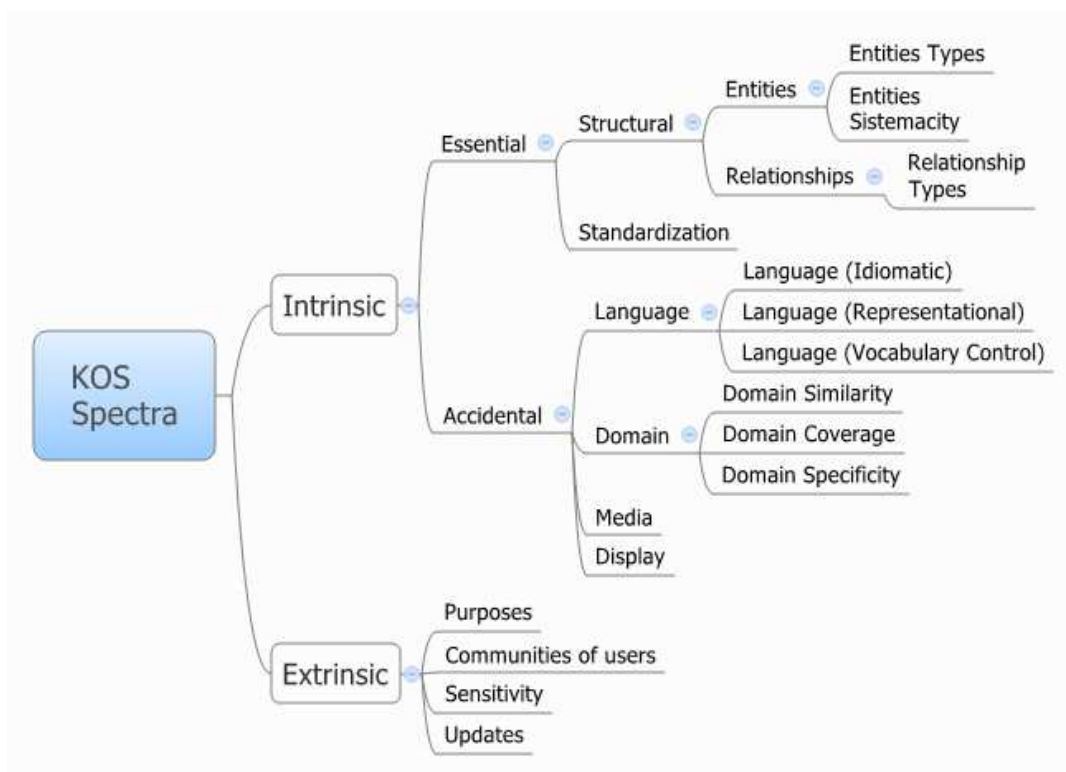 KOS
Spectra
Intrinsic
Essential
Structural
Entities
Entities Types
Entities
Sistemacity
Relationships
Relationship
Types
Standardization
Accidental
Language
Language (Idiomatic)
Language (Representational)
Language (Vocabulary Control)
Domain
Domain Similarity
Domain Coverage
Domain Specificity
Media
Display
Extrinsic
Purposes
Communities of users
Sensitivity
Updates